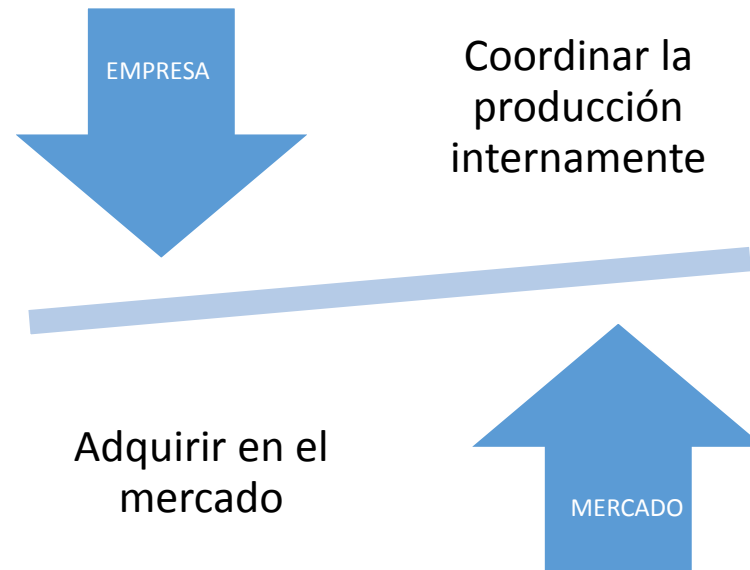 EMPRESA
Coordinar la
producción
internamente
Adquirir en el
mercado
MERCADO